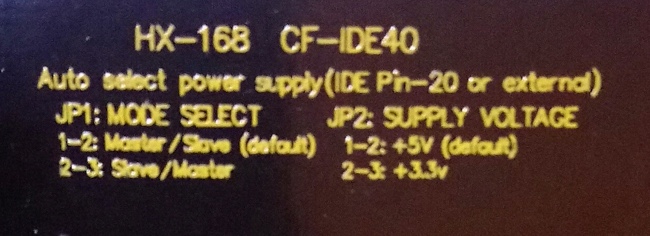 HX-168 CF-IDE40
Auto select power supply(IDE Pin-20 or external)
JP1: MODE SELECT JP2: SUPPLY VOLTAGE
1-2: Master/Slave (default) 1-2: +5V (default)
2-3: Slave/Master 2-3: +3.3v